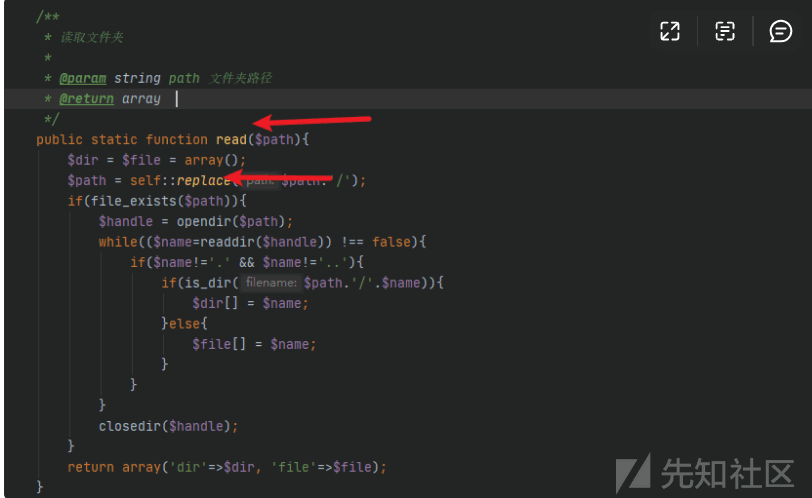 /**
* 读取文件夹
*
* @param string path 文件夹路径
* @return array
*/
public static function read($path){
$dir = $file = array();
$path = self::replace( path: $path.'/');
if(file_exists($path)){
$handle = opendir($path);
while(($name=readdir($handle)) !== false){
if($name!='.' && $name!='..'){
if(is_dir( filename: $path.'/'.$name)){
$dir[] = $name;
}else{
$file[] = $name;
}
}
}
closedir($handle);
}
return array('dir'=>$dir, 'file'=>$file);
}
先知社区